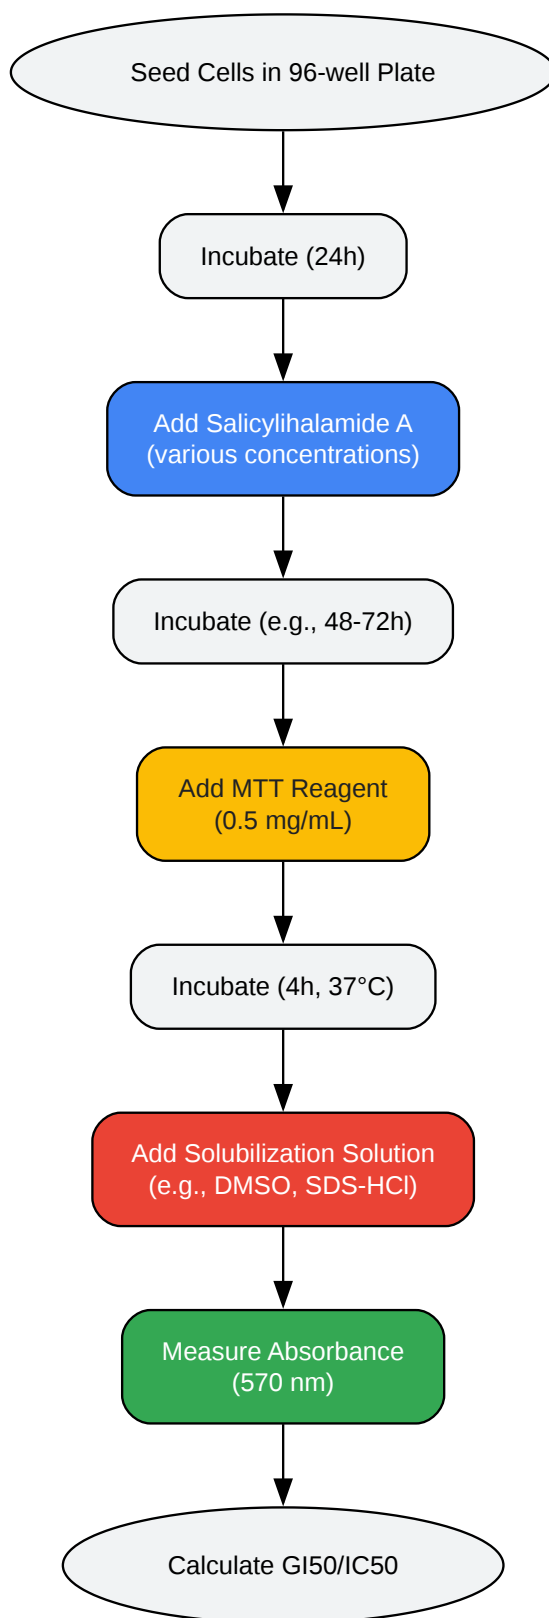 Seed Cells in 96-well Plate
Incubate (24h)
Add Salicylihalamide A
(various concentrations)
Incubate (e.g., 48-72h)
Add MTT Reagent
(0.5 mg/mL)
Incubate (4h, 37°C)
Add Solubilization Solution
(e.g., DMSO, SDS-HCl)
Measure Absorbance
(570 nm)
Calculate GI50/IC50